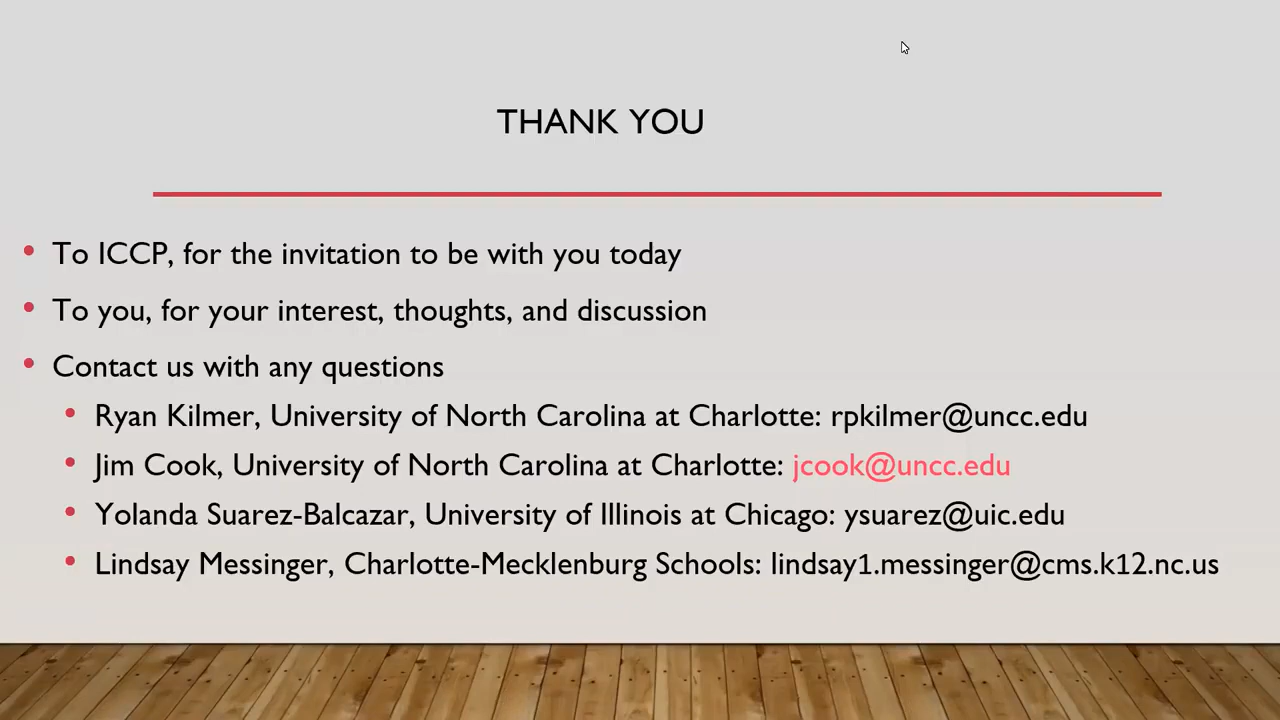 THANK YOU
• To ICCP, for the invitation to be with you today
• To you, for your interest, thoughts, and discussion
• Contact us with any questions
• Ryan Kilmer, University of North Carolina at Charlotte: rpkilmer@uncc.edu
• Jim Cook, University of North Carolina at Charlotte: jcook@uncc.edu
• Yolanda Suarez-Balcazar, University of Illinois at Chicago: ysuarez@uic.edu
• Lindsay Messinger, Charlotte-Mecklenburg Schools: lindsay1.messinger@cms.k12.nc.us